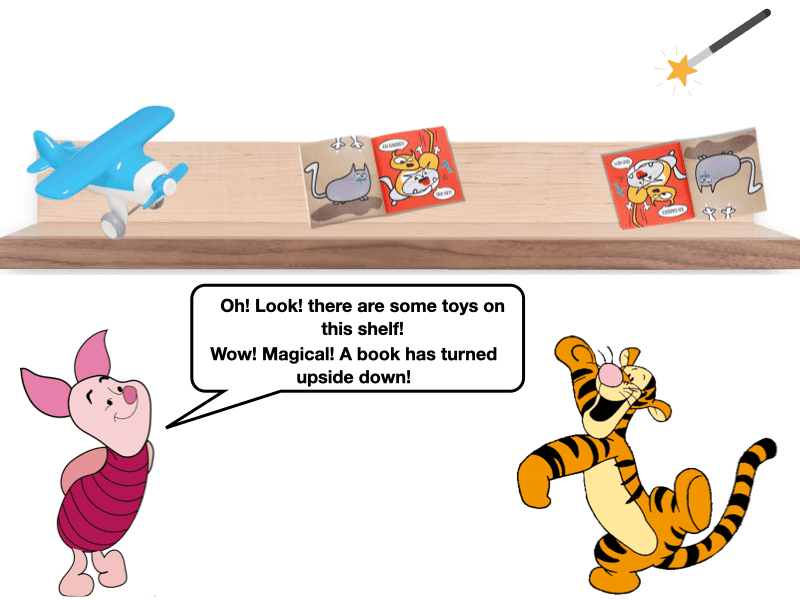 Oh! Look! there are some toys on
this shelf!
Wow! Magical! A book has turned
upside down!